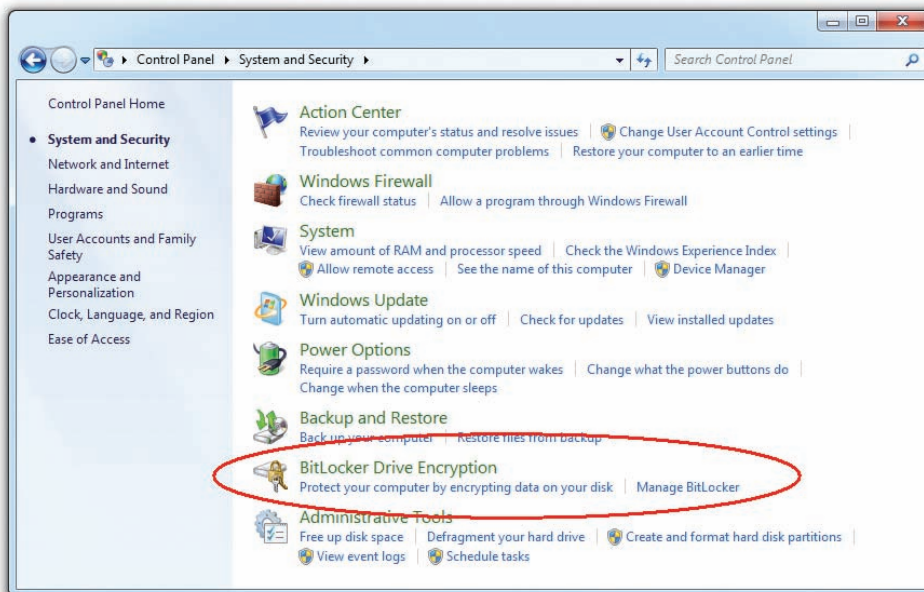 Control Panel System and Security
Search Control Panel
Control Panel Home
System and Security
Network and Internet
Hardware and Sound
Programs
User Accounts and Family
Safety
Appearance and
Personalization
Clock, Language, and Region
Ease of Access
Action Center
Review your computer's status and resolve issues Change User Account Control settings
Troubleshoot common computer problems Restore your computer to an earlier time
Windows Firewall
Check firewall status Allow a program through Windows Firewall
System
View amount of RAM and processor speed Check the Windows Experience Index
Allow remote access See the name of this computer Device Manager
Windows Update
Turn automatic updating on or off Check for updates View installed updates
Power Options
Require a password when the computer wakes Change what the power buttons do
Change when the computer sleeps
Backup and Restore
Back up your computer Restore files from backup
BitLocker Drive Encryption
Protect your computer by encrypting data on your disk Manage BitLocker
Administrative Tools
Free up disk space Defragment your hard drive Create and format hard disk partitions
View event logs Schedule tasks